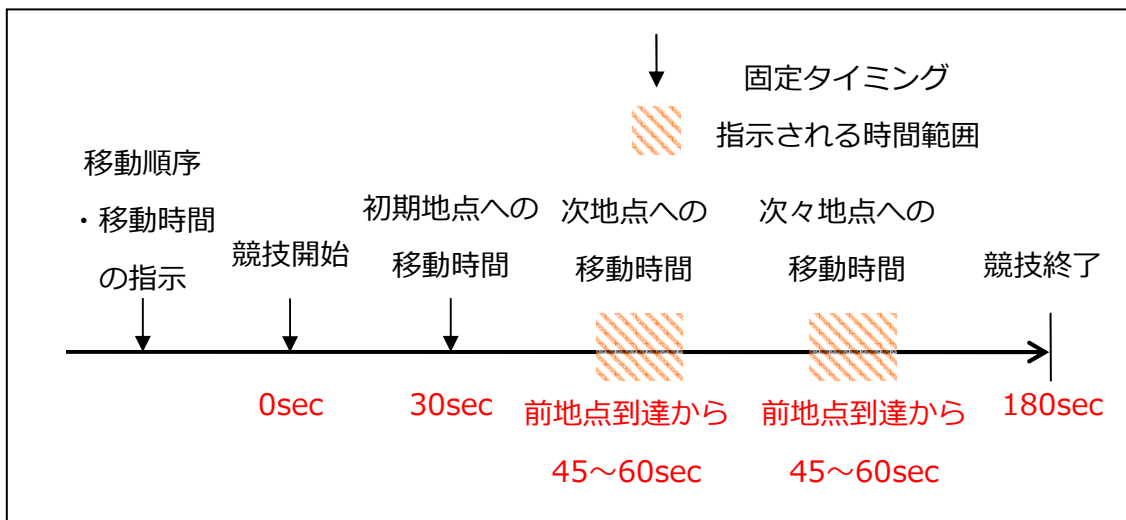 固定タイミング
指示される時間範囲
移動順序
・移動時間
の指示
競技開始
初期地点への
移動時間
次地点への
移動時間
次々地点への
移動時間
競技終了
0sec
30sec
前地点到達から
45～60sec
前地点到達から
45～60sec
180sec